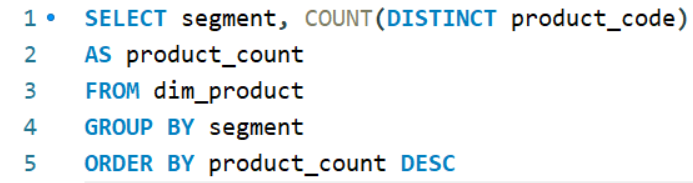 1 SELECT segment, COUNT(DISTINCT product_code)
2 AS product_count
3 FROM dim_product
4 GROUP BY segment
5 ORDER BY product_count DESC